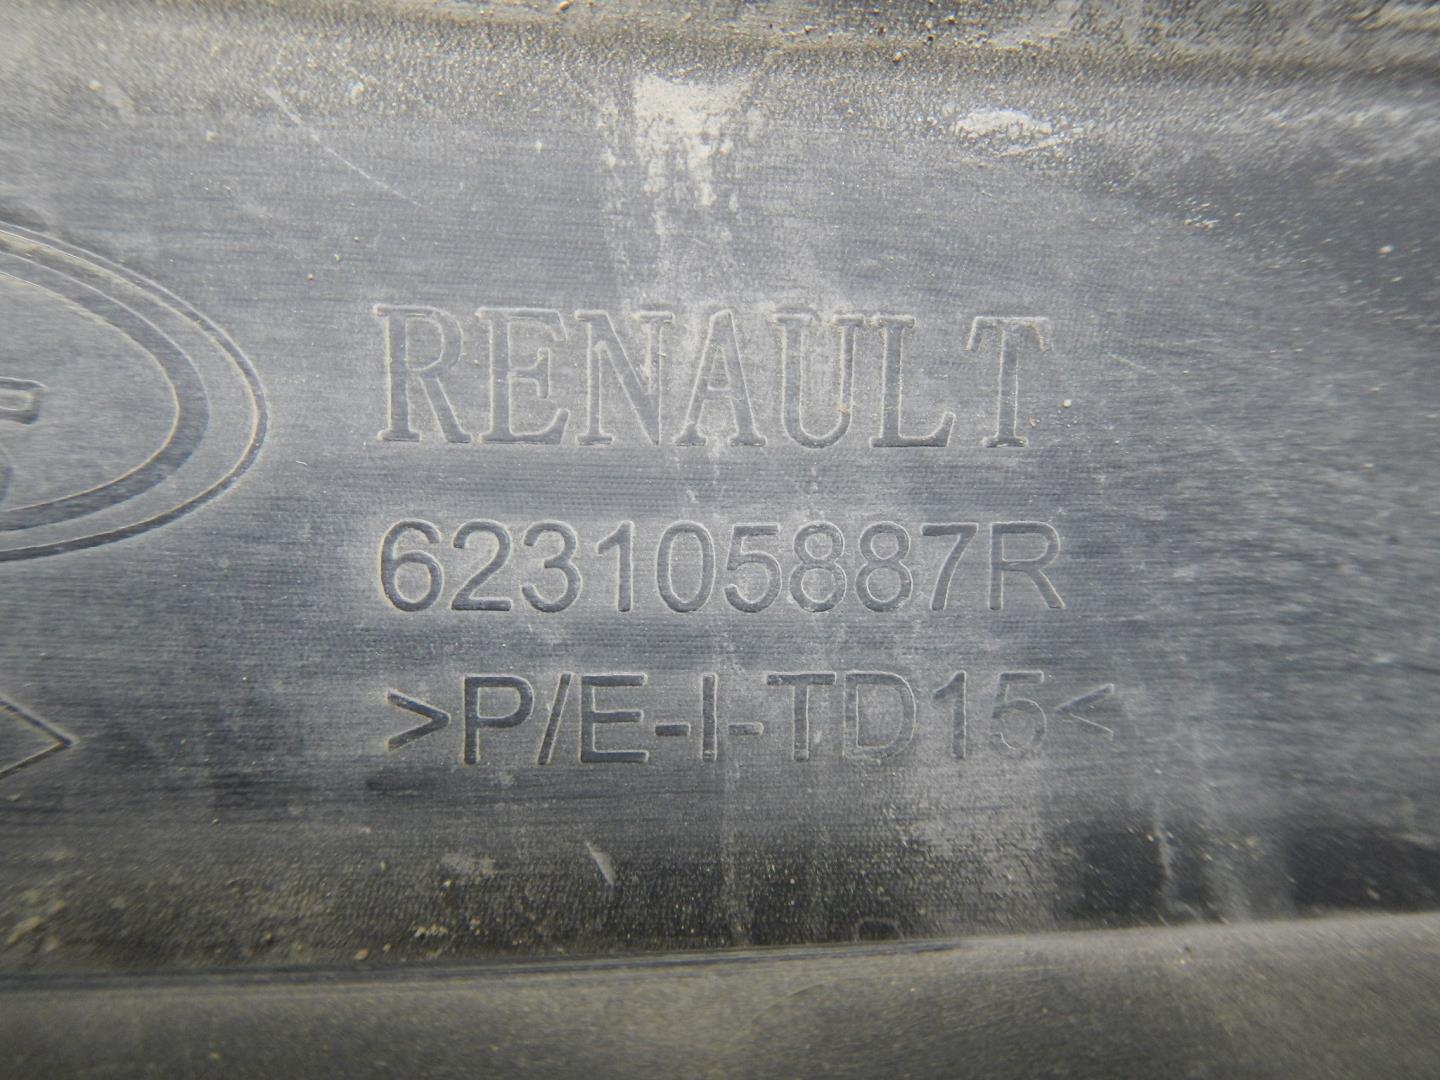 RENAULT
623105887R
>P/E-I-TD15<